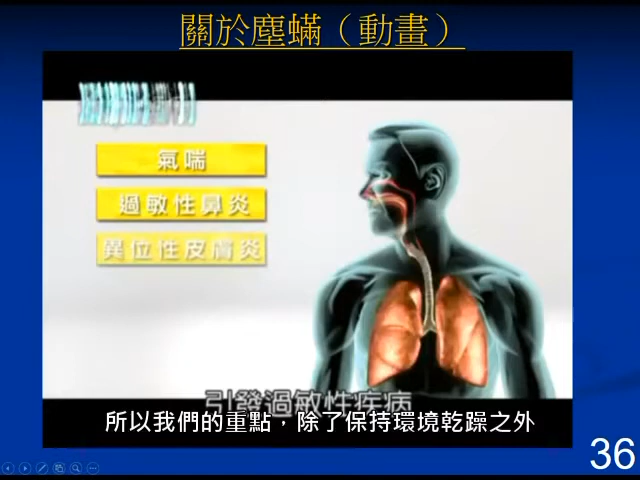 關於塵蟎（動畫）
氣喘
過敏性鼻炎
異位性皮膚炎
引發過敏性疾病
所以我們的重點，除了保持環境乾躁之外
36